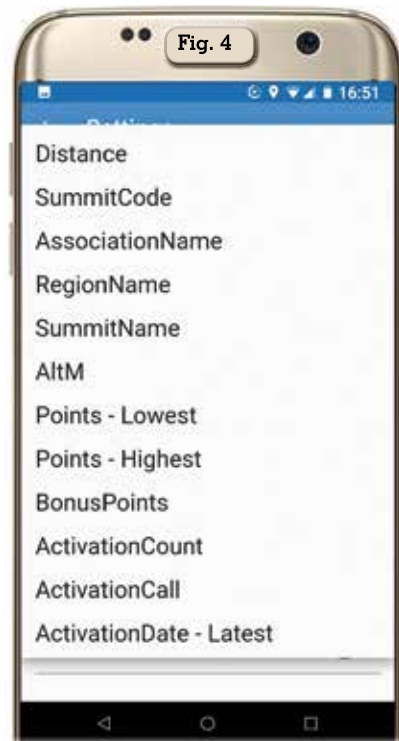 Fig. 4
16:51
Distance
SummitCode
AssociationName
RegionName
SummitName
AltM
Points - Lowest
Points - Highest
BonusPoints
ActivationCount
ActivationCall
ActivationDate - Latest